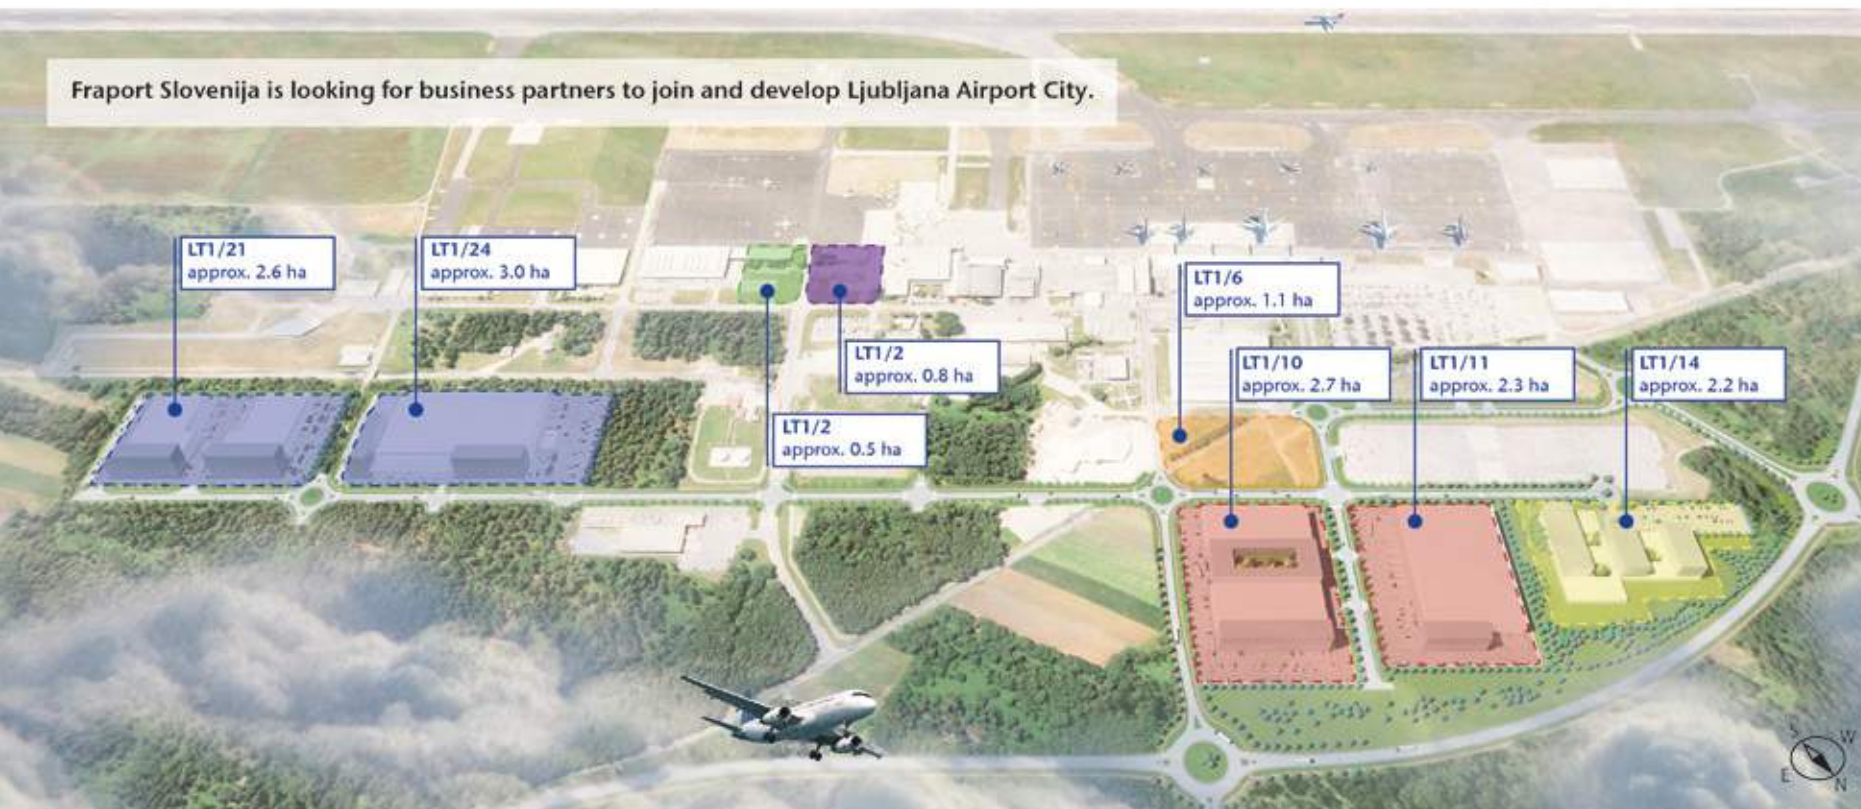 Fraport Slovenija is looking for business partners to join and develop Ljubljana Airport City.
LT1/21
approx. 2.6 ha
LT1/24
approx. 3.0 ha
LT1/6
approx. 1.1 ha
LT1/2
approx. 0.8 ha
LT1/10
approx. 2.7 ha
LT1/11
approx. 2.3 ha
LT1/14
approx. 2.2 ha
LT1/2
approx. 0.5 ha
S
W
E
N